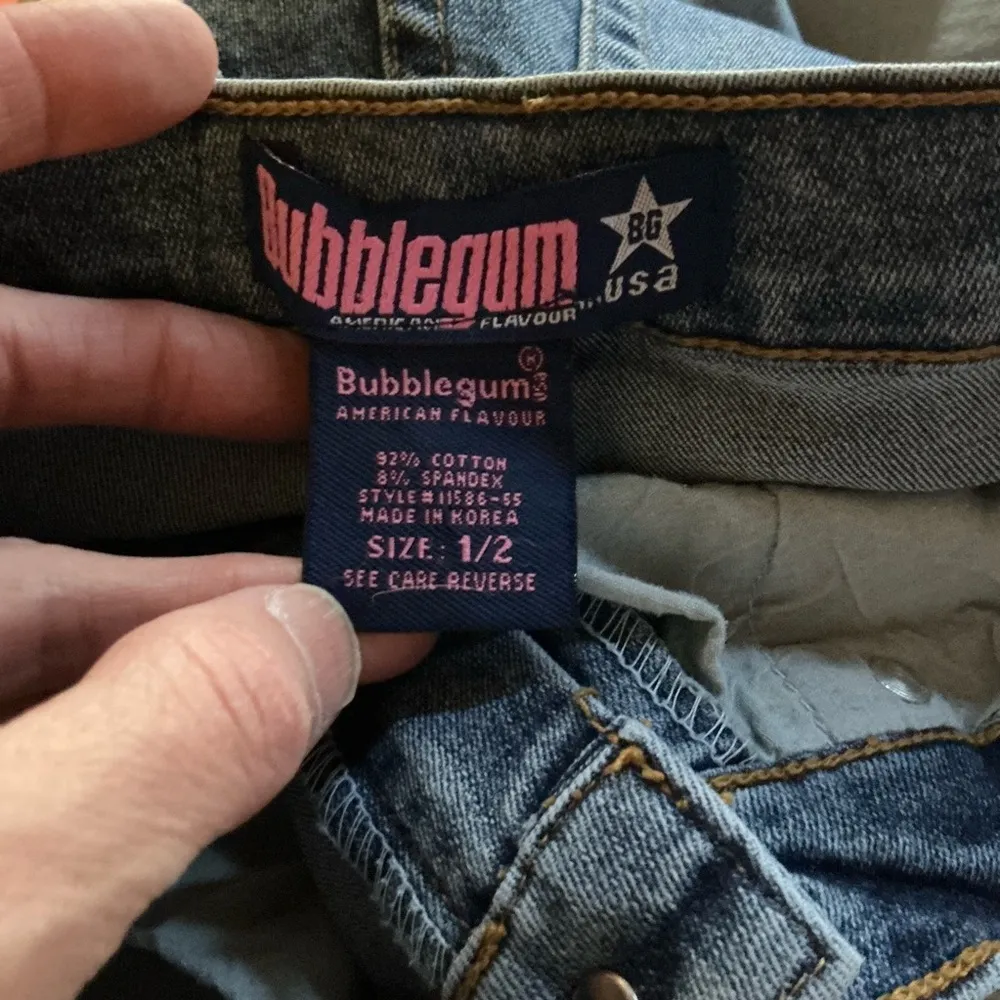 Bubblegum
BG
usa
AMERICAN FLAVOUR
Bubblegum USA ®
AMERICAN FLAVOUR
92% COTTON
8% SPANDEX
STYLE # 11586-55
MADE IN KOREA
SIZE: 1/2
SEE CARE REVERSE